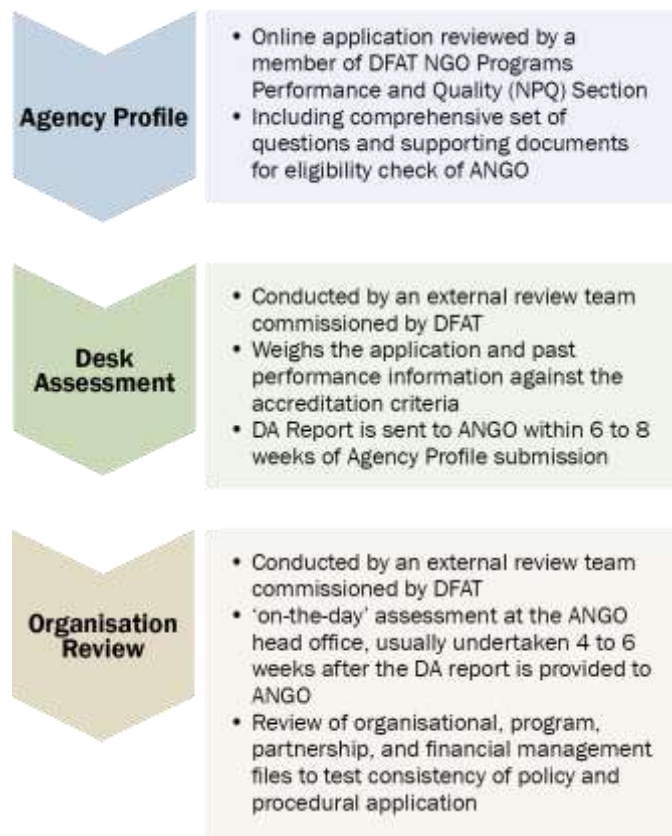 Agency Profile
• Online application reviewed by a
member of DFAT NGO Programs
Performance and Quality (NPQ) Section
• Including comprehensive set of
questions and supporting documents
for eligibility check of ANGO
Desk
Assessment
• Conducted by an external review team
commissioned by DFAT
• Weighs the application and past
performance information against the
accreditation criteria
• DA Report is sent to ANGO within 6 to 8
weeks of Agency Profile submission
Organisation
Review
• Conducted by an external review team
commissioned by DFAT
• ‘on-the-day’ assessment at the ANGO
head office, usually undertaken 4 to 6
weeks after the DA report is provided to
ANGO
• Review of organisational, program,
partnership, and financial management
files to test consistency of policy and
procedural application